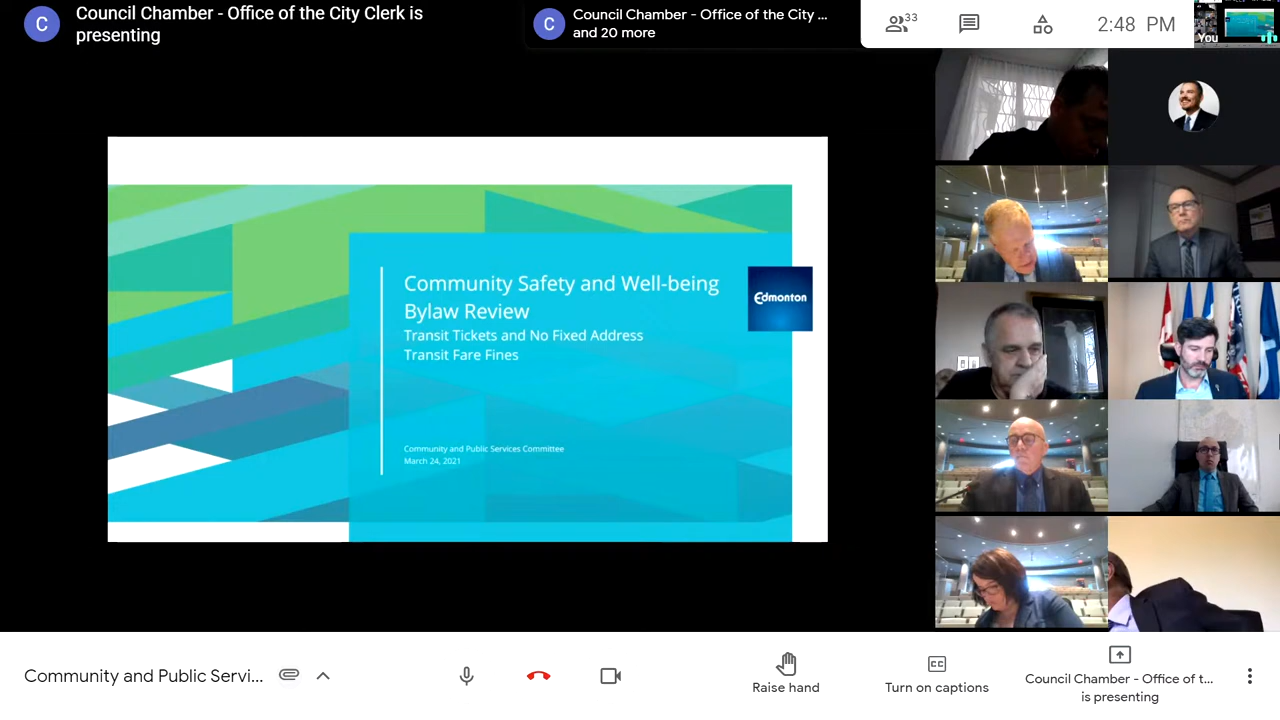 C
Council Chamber - Office of the City Clerk is
presenting
C
Council Chamber - Office of the City ...
and 20 more
33
2:48 PM
You
Community Safety and Well-being
Bylaw Review
Transit Tickets and No Fixed Address
Transit Fare Fines
Edmonton
Community and Public Services Committee
March 24, 2021
Community and Public Servi...
Raise hand
CC
Turn on captions
Council Chamber - Office of t...
is presenting